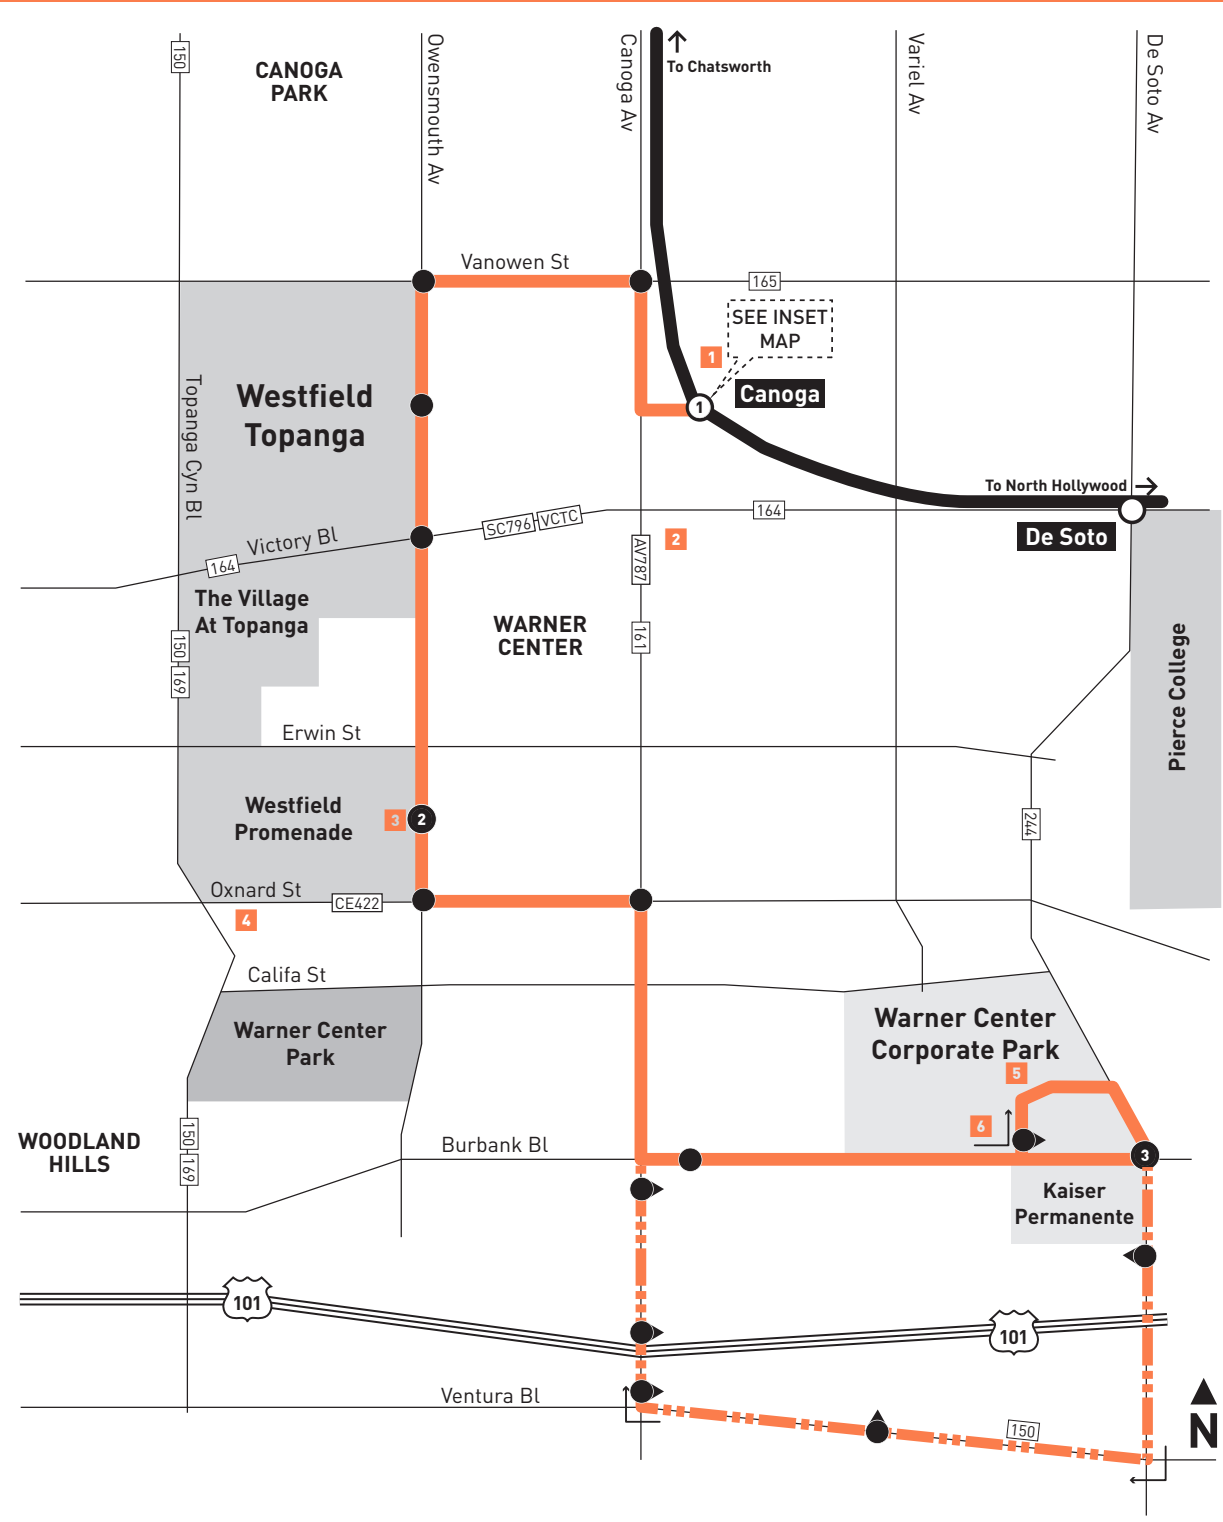 150
CANOGA
PARK
Owensmouth Av
Canoga Av
To Chatsworth
Variel Av
De Soto Av
Vanowen St
165
SEE INSET
MAP
1
Canoga
1
Westfield
Topanga
Topanga Cyn Bl
To North Hollywood
De Soto
164
SC796
VCTC
Victory Bl
164
AV787
2
The Village
At Topanga
WARNER
CENTER
161
150
169
Pierce College
Erwin St
Westfield
Promenade
3
2
244
Oxnard St
CE422
4
Califa St
Warner Center
Park
Warner Center
Corporate Park
5
6
WOODLAND
HILLS
150
169
Burbank Bl
3
Kaiser
Permanente
101
101
Ventura Bl
150
N